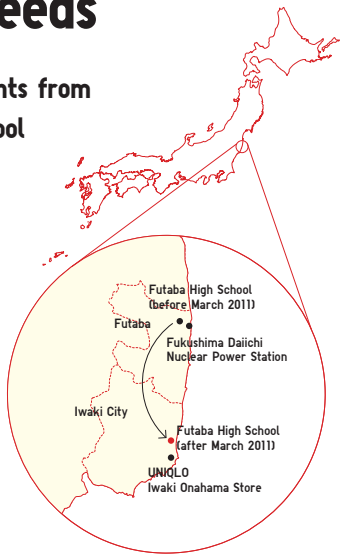 eeds
nts from
ool
Futaba High School
(before March 2011)
Futaba
Fukushima Daiichi
Nuclear Power Station
Iwaki City
Futaba High School
(after March 2011)
UNIQLO
Iwaki Onahama Store